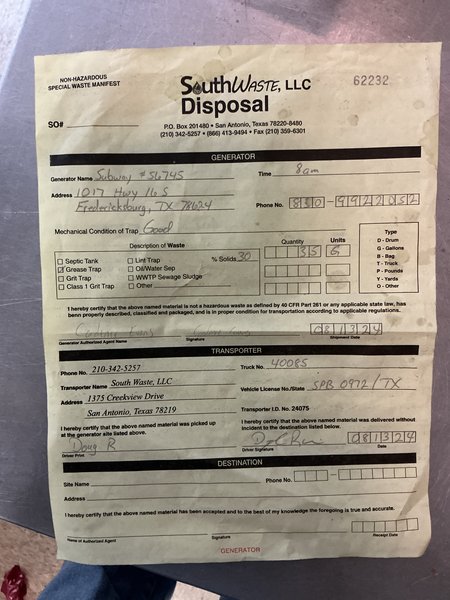 NON-HAZARDOUS
SPECIAL WASTE MANIFEST
SouthWaste, LLC
Disposal
62232
SO#
P.O. Box 201480 • San Antonio, Texas 78220-8480
(210) 342-5257 • (866) 413-9494 • Fax (210) 359-6301
GENERATOR
Generator Name Subway #56745
Time 8am
Address 1017 Hwy 16 S
Fredericksburg, TX 78624
Phone No. 830-9922052
Mechanical Condition of Trap Good
Description of Waste
Quantity Units Type
Septic Tank Lint Trap % Solids 30 35 G
Grease Trap Oil/Water Sep
Grit Trap WWTP Sewage Sludge
Class 1 Grit Trap Other
D - Drum
G - Gallons
B - Bag
T - Truck
P - Pounds
Y - Yards
O - Other
I hereby certify that the above named material is not a hazardous waste as defined by 40 CFR Part 261 or any applicable state law, has
been properly described, classified and packaged, and is in proper condition for transportation according to applicable regulations.
081324
Generator Authorized Agent Name Signature Shipment Date
TRANSPORTER
Phone No. 210-342-5257
Truck No. 40085
Transporter Name South Waste, LLC
Vehicle License No./State SPB 0972/TX
Address 1375 Creekview Drive
San Antonio, Texas 78219
Transporter I.D. No. 24075
I hereby certify that the above named material was picked up
at the generator site listed above.
I hereby certify that the above named material was delivered without
incident to the destination listed below.
Doug R
081324
Driver Print Driver Signature Date
DESTINATION
Site Name
Phone No.
Address
I hereby certify that the above named material has been accepted and to the best of my knowledge the foregoing is true and accurate.
Name of Authorized Agent Signature Receipt Date
GENERATOR